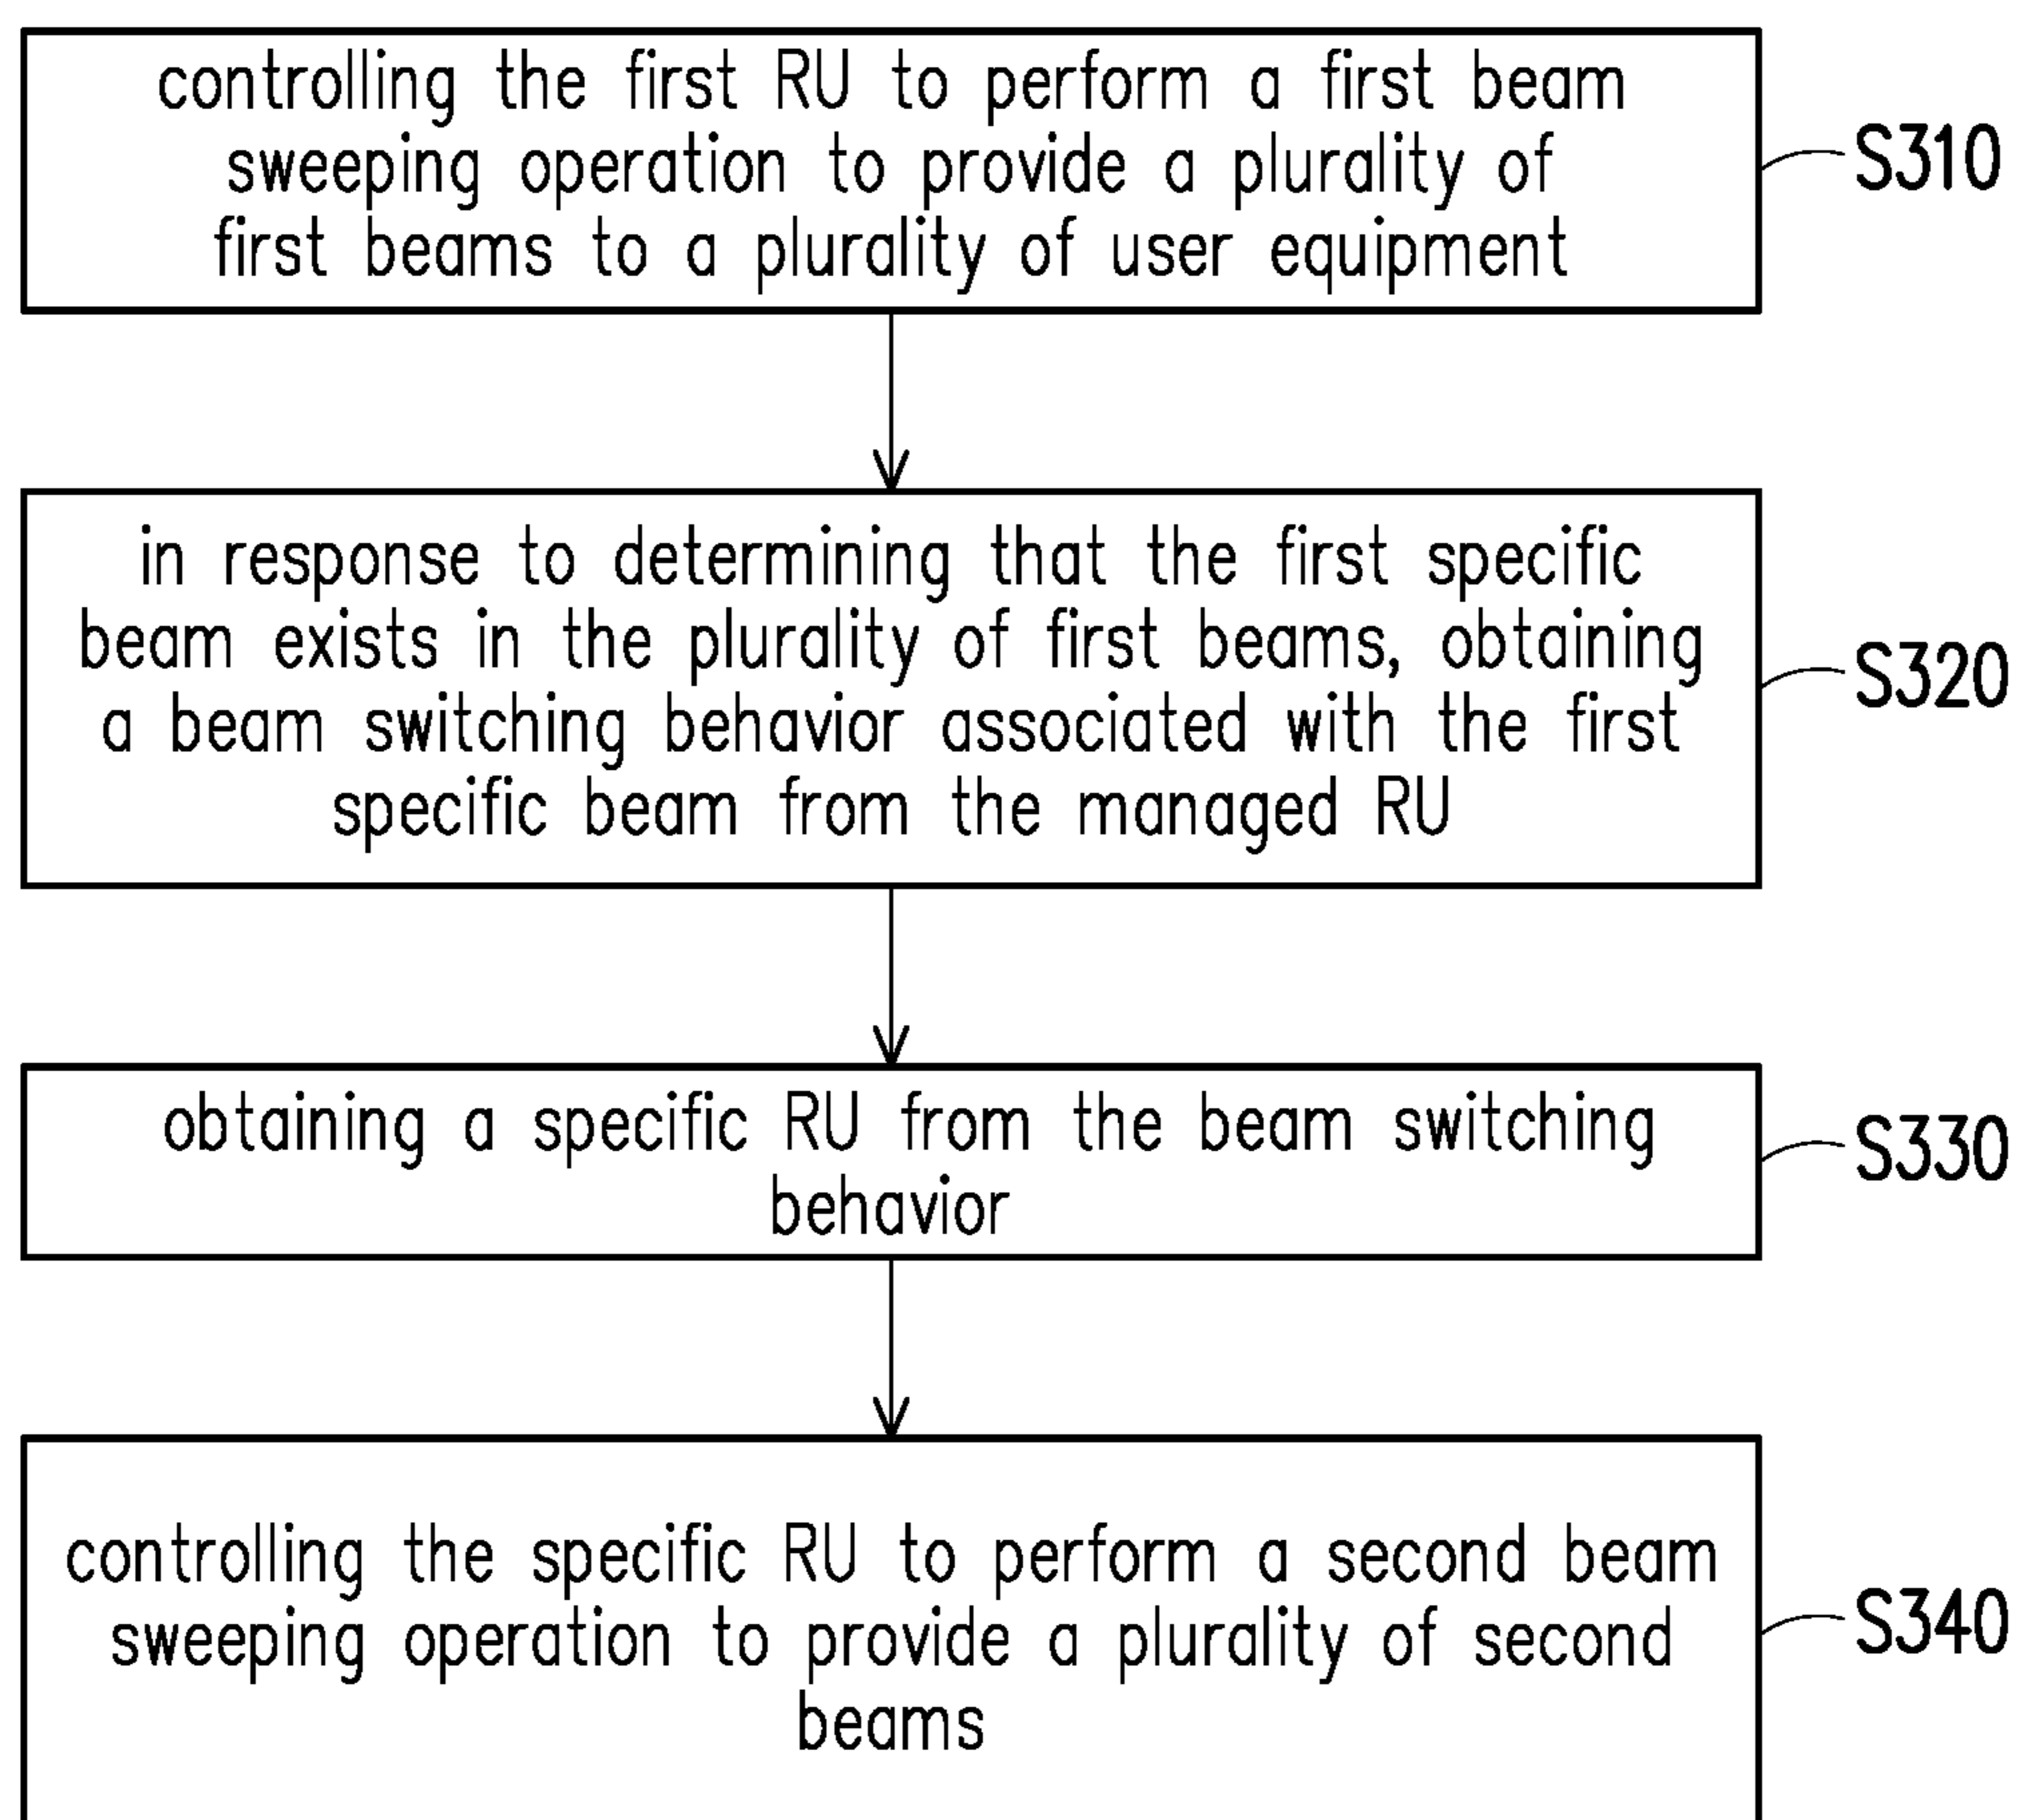 controlling the first RU to perform a first beam
sweeping operation to provide a plurality of
first beams to a plurality of user equipment
S310
in response to determining that the first specific
beam exists in the plurality of first beams, obtaining
a beam switching behavior associated with the first
specific beam from the managed RU
S320
obtaining a specific RU from the beam switching
behavior
S330
controlling the specific RU to perform a second beam
sweeping operation to provide a plurality of second
beams
S340